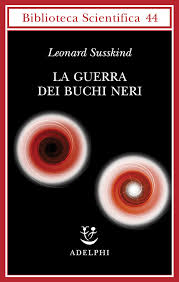 Biblioteca Scientifica 44
Leonard Susskind
LA GUERRA
DEI BUCHI NERI
ADELPHI